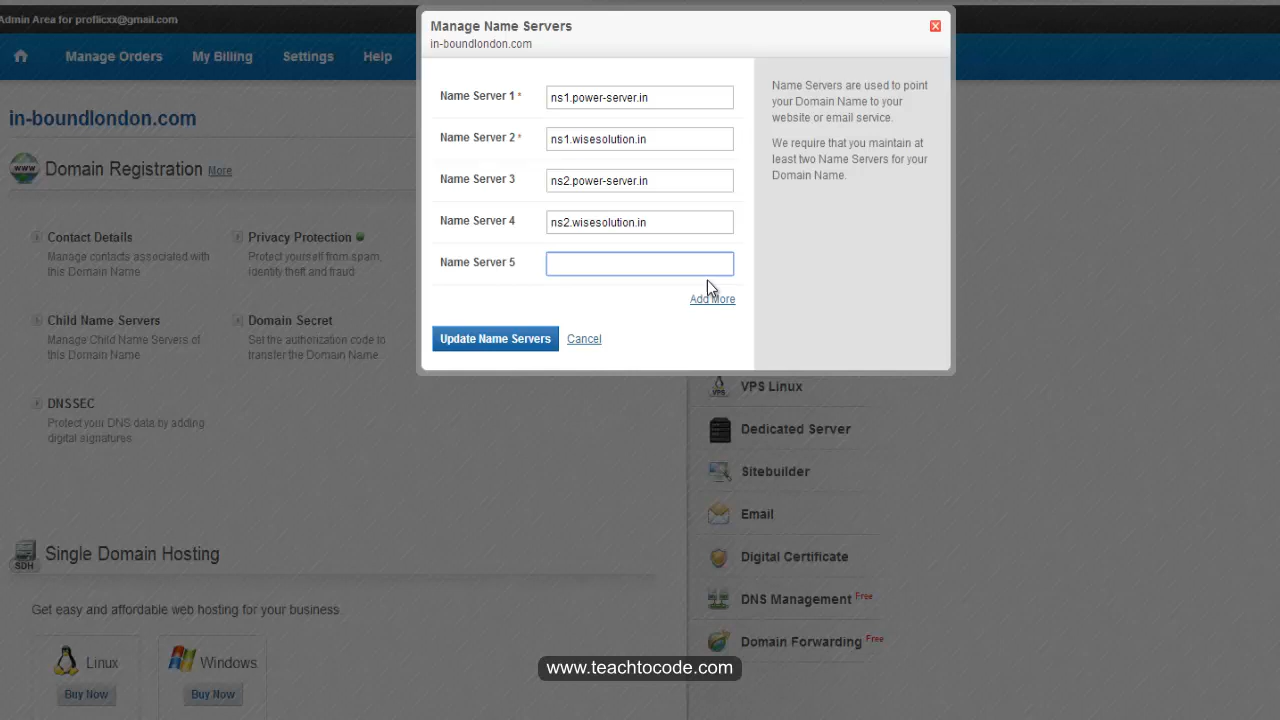 Admin Area for proflicxx@gmail.com
Manage Orders
My Billing
Settings
Help
Manage Name Servers
in-boundlondon.com
Name Server 1 *
ns1.power-server.in
Name Server 2 *
ns1.wisesolution.in
Name Server 3
ns2.power-server.in
Name Server 4
ns2.wisesolution.in
Name Server 5
Add More
Update Name Servers
Cancel
Name Servers are used to point
your Domain Name to your
website or email service.
We require that you maintain at
least two Name Servers for your
Domain Name.
in-boundlondon.com
WWW
Domain Registration More
Contact Details
Manage contacts associated with
this Domain Name
Privacy Protection
Protect yourself from spam,
identity theft and fraud
Child Name Servers
Manage Child Name Servers of
this Domain Name
Domain Secret
Set the authorization code to
transfer the Domain Name
DNSSEC
Protect your DNS data by adding
digital signatures
VPS
VPS Linux
Dedicated Server
Sitebuilder
Email
Digital Certificate
DNS Management Free
Domain Forwarding Free
SDH
Single Domain Hosting
Get easy and affordable web hosting for your business.
Linux
Buy Now
Windows
Buy Now
www.teachtocode.com